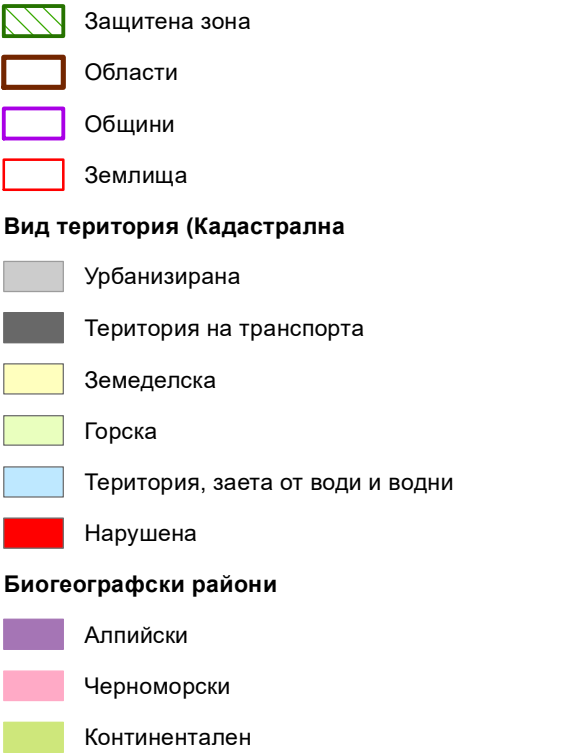 Защитена зона
Области
Общини
Землища
Вид територия (Кадастрална
Урбанизирана
Територия на транспорта
Земеделска
Горска
Територия, заета от води и водни
Нарушена
Биогеографски райони
Алпийски
Черноморски
Континентален